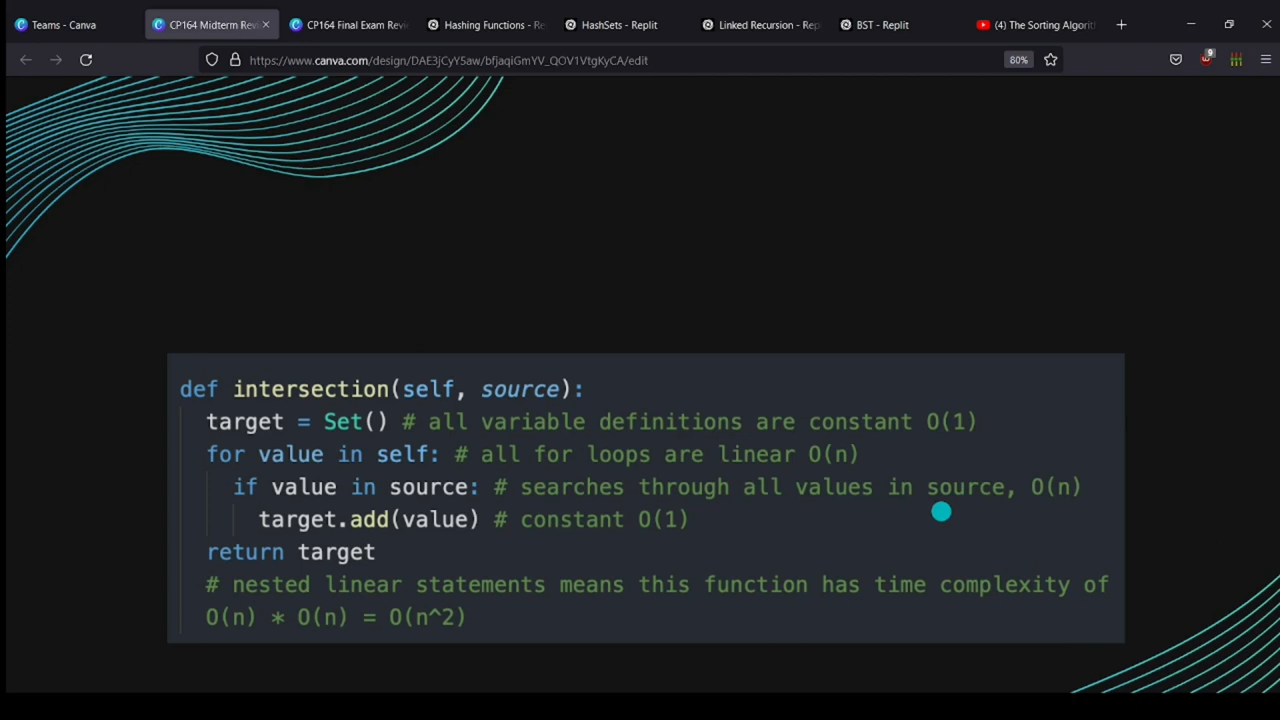 Teams - Canva
CP164 Midterm Revi
CP164 Final Exam Revie
Hashing Functions - Re
HashSets - Replit
Linked Recursion - Rep
BST - Replit
(4) The Sorting Algorith
https://www.canva.com/design/DAE3jCyY5aw/bfjaqiGmYV_QOV1VtgKyCA/edit
80%
9
def intersection(self, source):
target = Set() # all variable definitions are constant O(1)
for value in self: # all for loops are linear O(n)
if value in source: # searches through all values in source, O(n)
target.add(value) # constant O(1)
return target
# nested linear statements means this function has time complexity of
O(n) * O(n) = O(n^2)